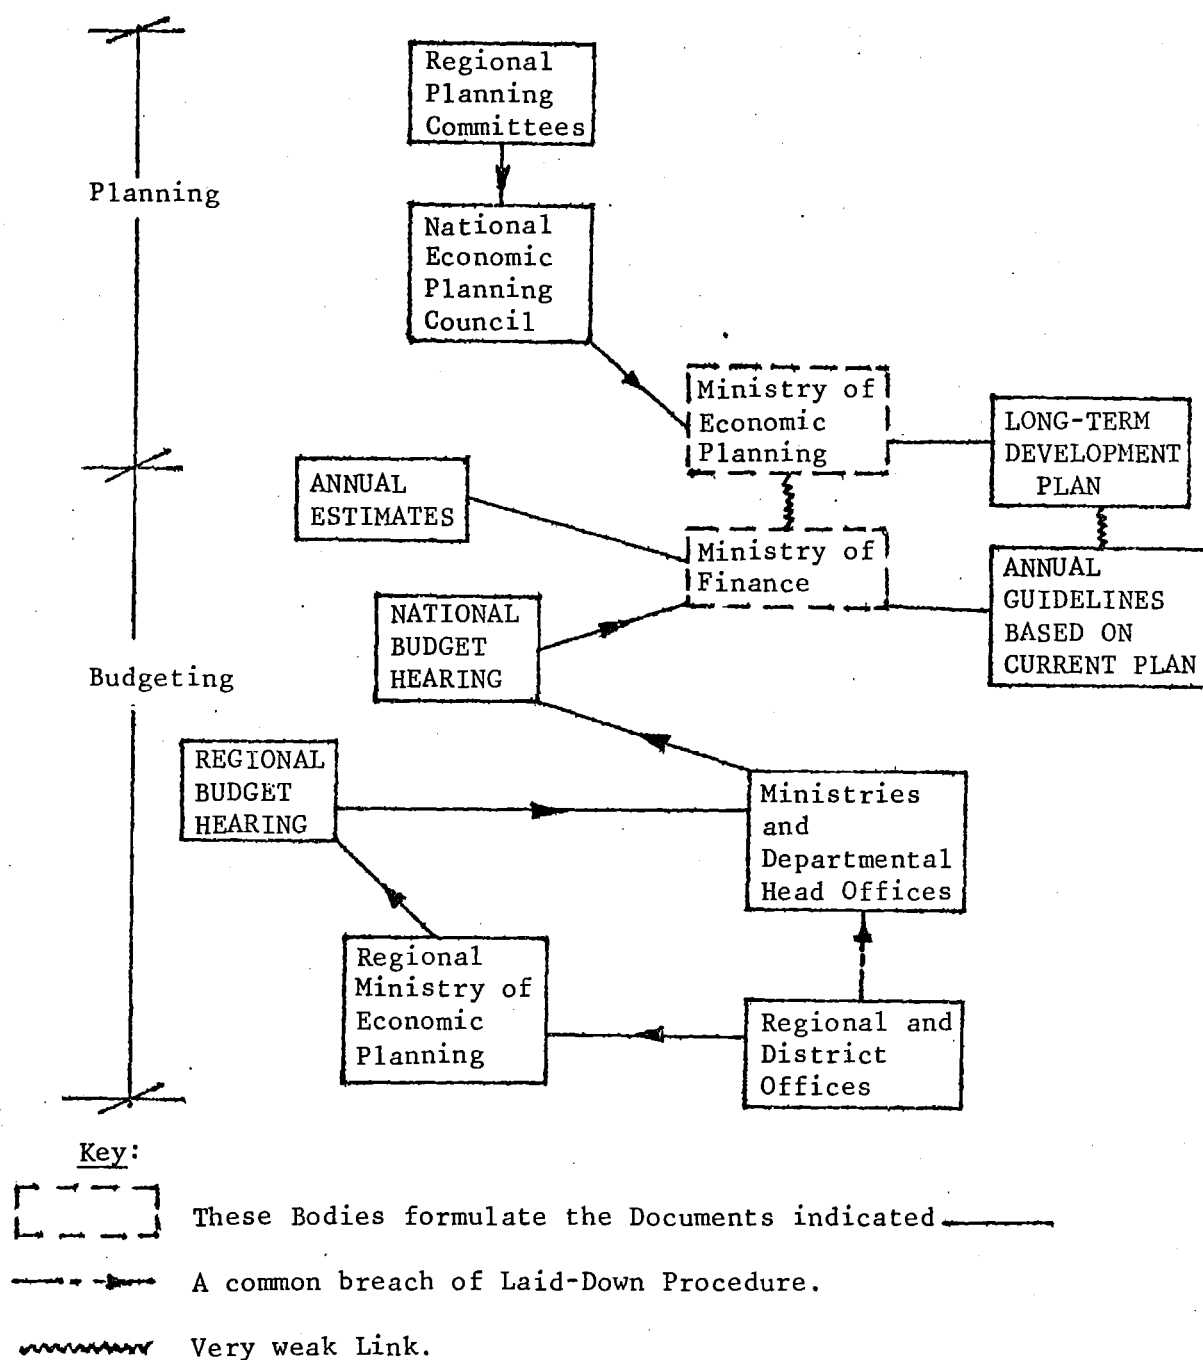 Regional
Planning
Committees
Planning
National
Economic
Planning
Council
Ministry of
Economic
Planning
LONG-TERM
DEVELOPMENT
PLAN
ANNUAL
ESTIMATES
Ministry of
Finance
ANNUAL
GUIDELINES
BASED ON
CURRENT PLAN
NATIONAL
BUDGET
HEARING
Budgeting
REGIONAL
BUDGET
HEARING
Ministries
and
Departmental
Head Offices
Regional
Ministry of
Economic
Planning
Regional and
District
Offices
Key:
These Bodies formulate the Documents indicated
A common breach of Laid-Down Procedure.
Very weak Link.